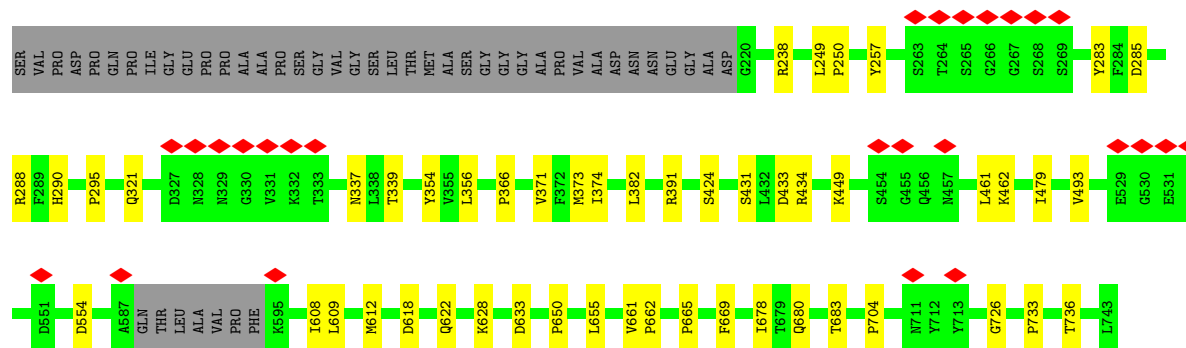 SER VAL PRO ASP PRO GLN PRO ILE GLY GLU PRO PRO ALA ALA PRO SER GLY VAL GLY SER LEU THR MET ALA SER GLY GLY GLY ALA PRO VAL ALA ASP ASN ASN GLU GLY ALA ASP G220 R238 L249 P250 Y257 S263 T264 S265 G266 G267 S268 S269 Y283 F284 D285
R288 F289 H290 P295 Q321 D327 N328 N329 G330 V331 K332 T333 N337 L338 T339 Y354 V355 L356 P366 V371 F372 M373 I374 L382 R391 S424 S431 L432 D433 R434 K449 S454 G455 Q456 N457 L461 K462 I479 V493 E529 G530 E531
D551 D554 A587 GLN THR LEU ALA VAL PRO PHE K595 I608 L609 M612 D618 Q622 K628 D633 P650 L655 V661 P662 P665 F669 I678 T679 Q680 T683 P704 N711 Y712 Y713 G726 P733 T736 L743